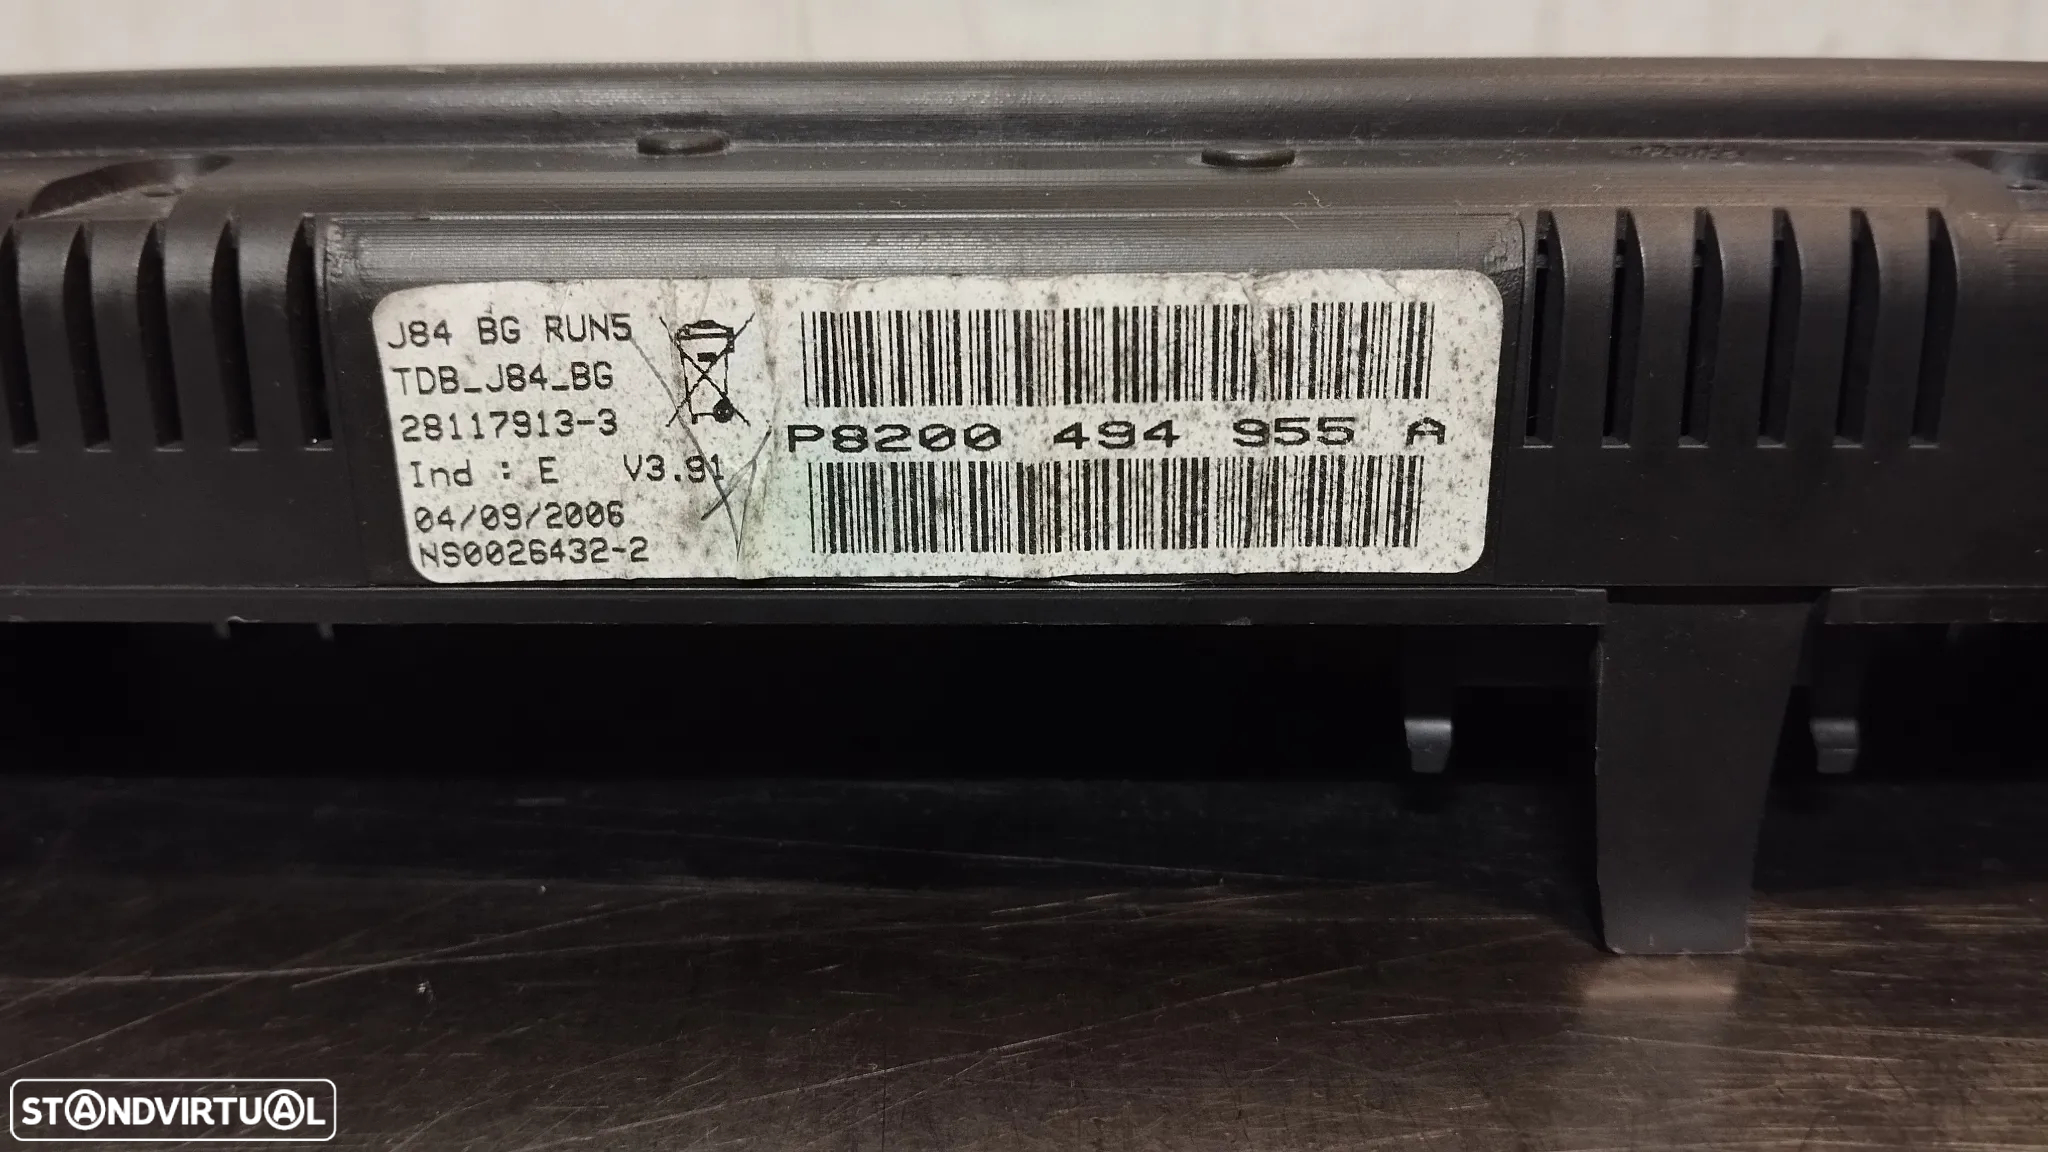 J84 BG RUN5
TDB_J84_BG
28117913-3
Ind : E V3.91
04/09/2006
NS0026432-2
P8200 494 955 A
STANDVIRTUAL